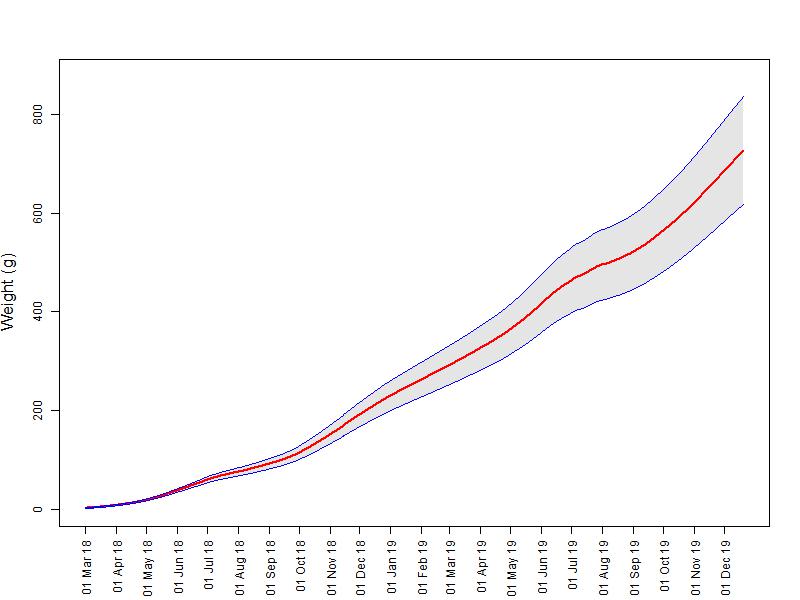 Weight (g)
800
600
400
200
0
01 Mar 18
01 Apr 18
01 May 18
01 Jun 18
01 Jul 18
01 Aug 18
01 Sep 18
01 Oct 18
01 Nov 18
01 Dec 18
01 Jan 19
01 Feb 19
01 Mar 19
01 Apr 19
01 May 19
01 Jun 19
01 Jul 19
01 Aug 19
01 Sep 19
01 Oct 19
01 Nov 19
01 Dec 19